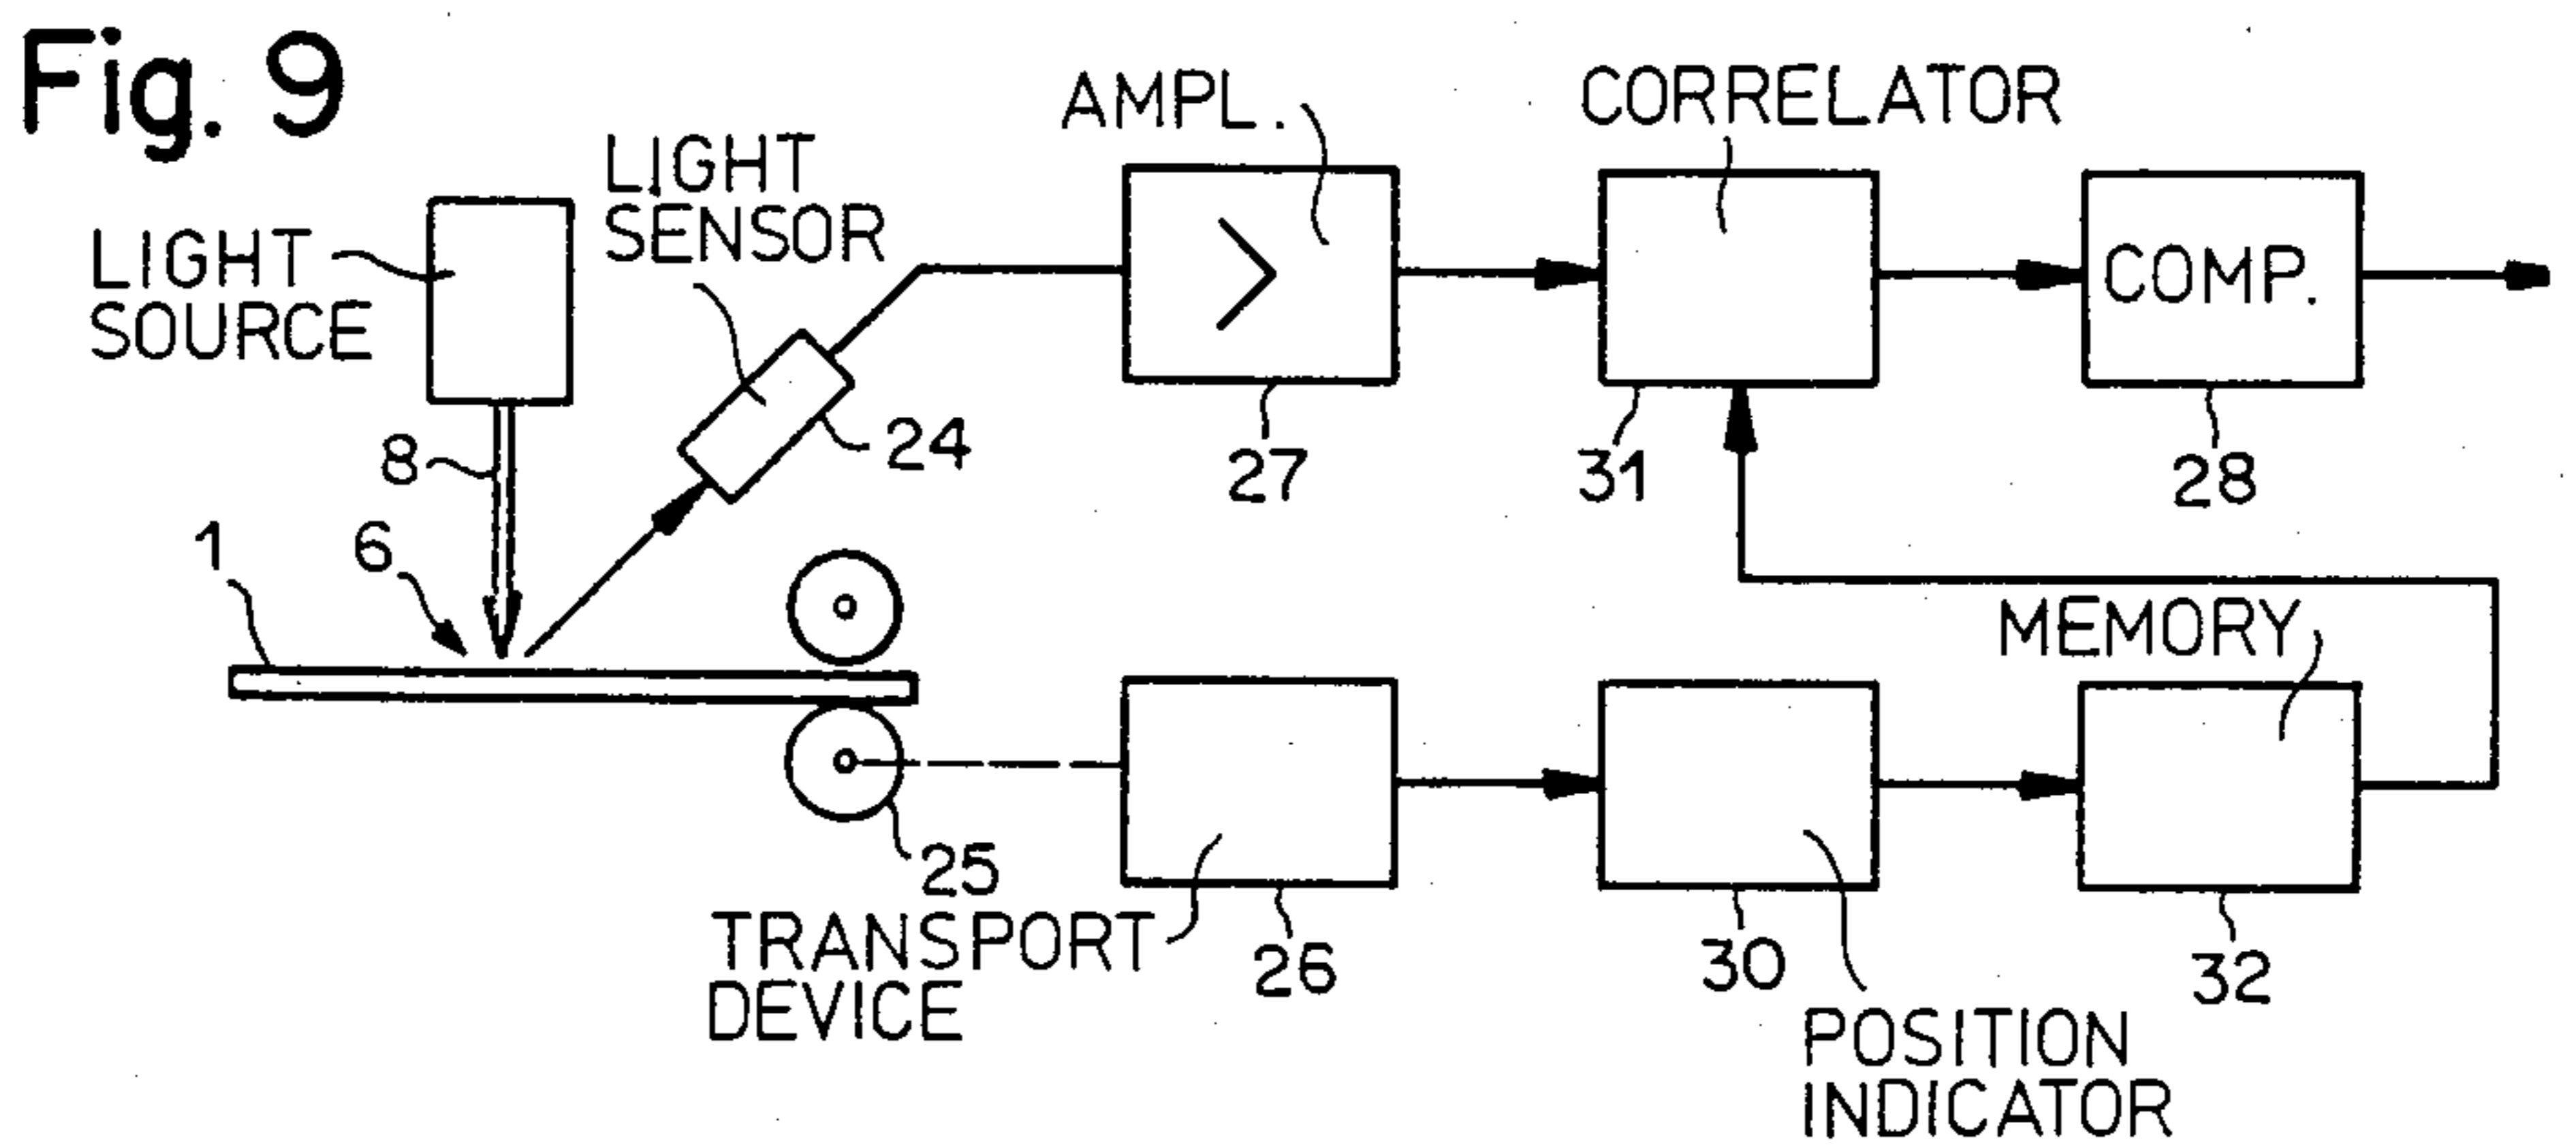 Fig. 9
AMPL.
CORRELATOR
LIGHT
SENSOR
LIGHT
SOURCE
COMP.
8
24
27
31
28
1
6
MEMORY
25
TRANSPORT
DEVICE
26
30
32
POSITION
INDICATOR